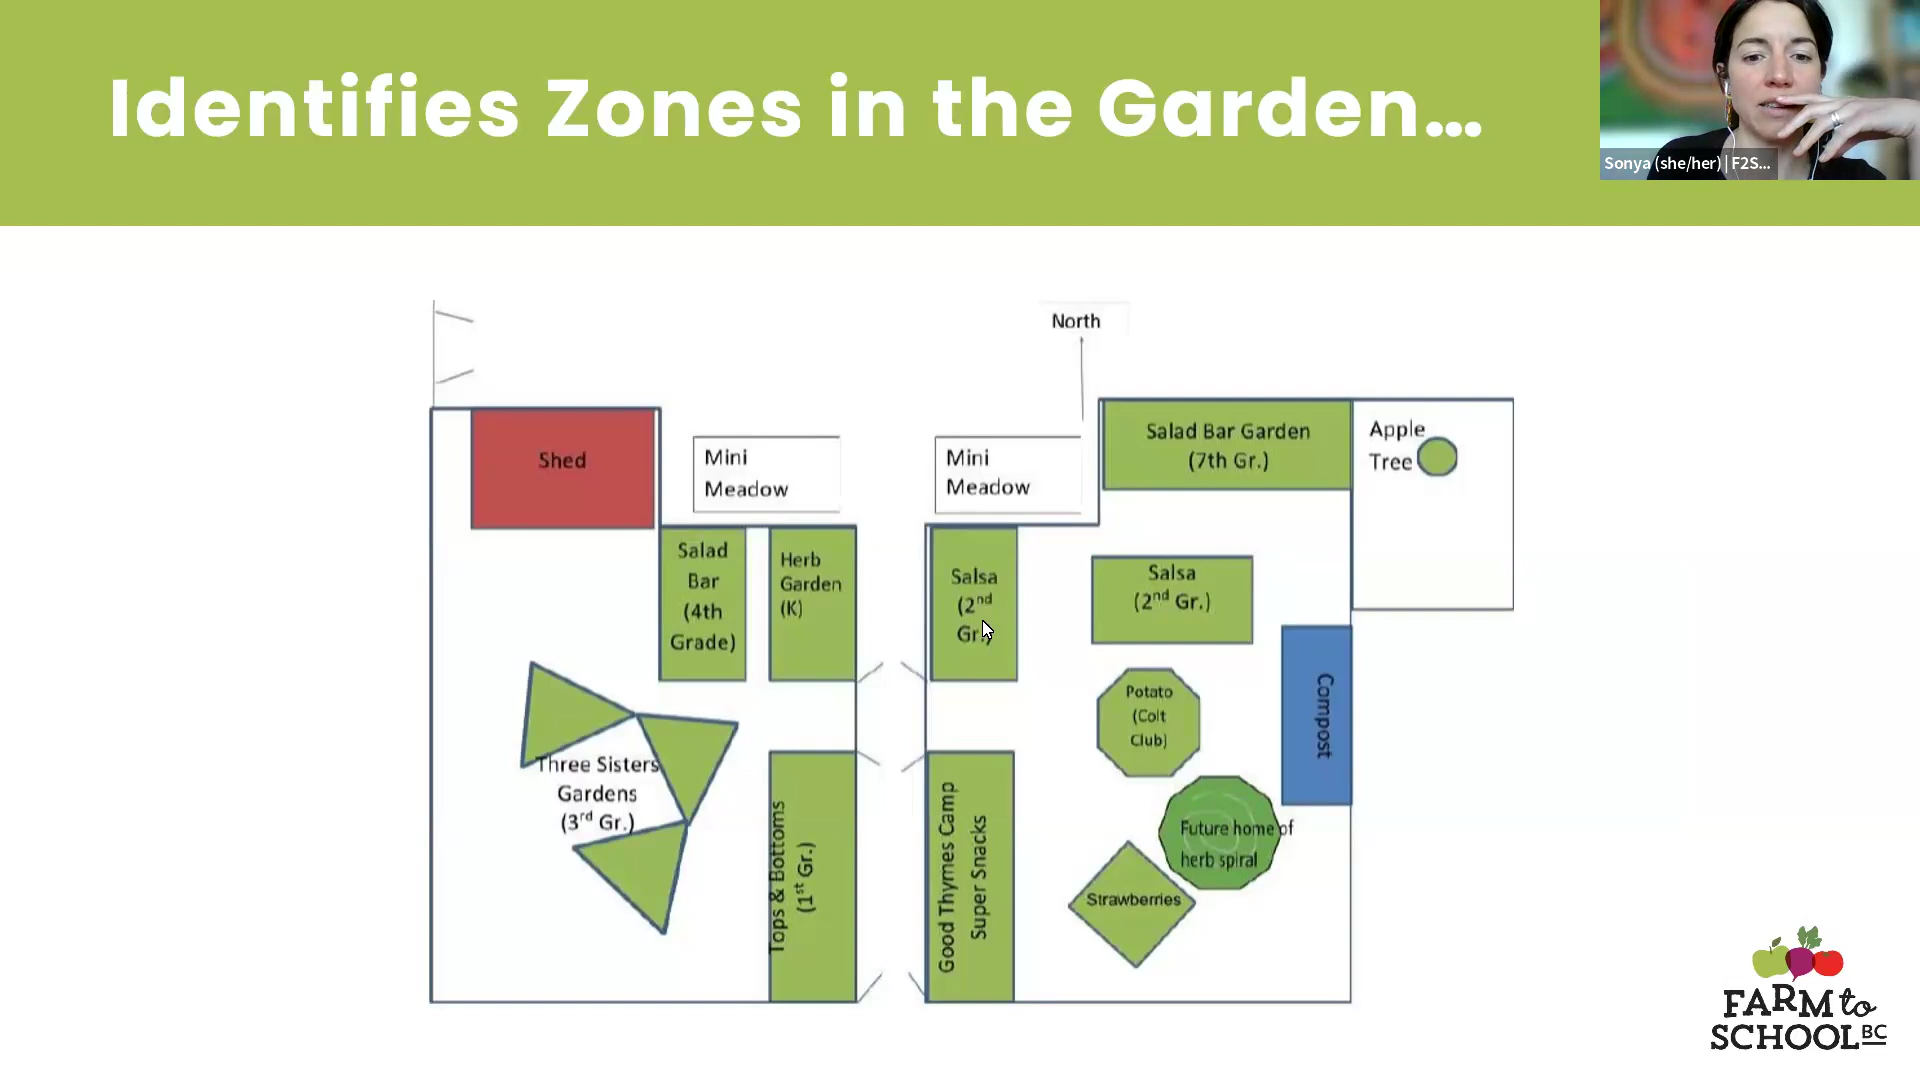 Identifies Zones in the Garden...
Sonya (she/her) | F2S...
North
Shed
Mini
Meadow
Mini
Meadow
Salad Bar Garden
(7th Gr.)
Apple
Tree
Salad
Bar
(4th
Grade)
Herb
Garden
(K)
Salsa
(2nd
Gr.)
Salsa
(2nd Gr.)
Compost
Potato
(Colt
Club)
Three Sisters
Gardens
(3rd Gr.)
Tops & Bottoms
(1st Gr.)
Good Thymes Camp
Super Snacks
Future home of
herb spiral
Strawberries
FARM to
SCHOOL BC